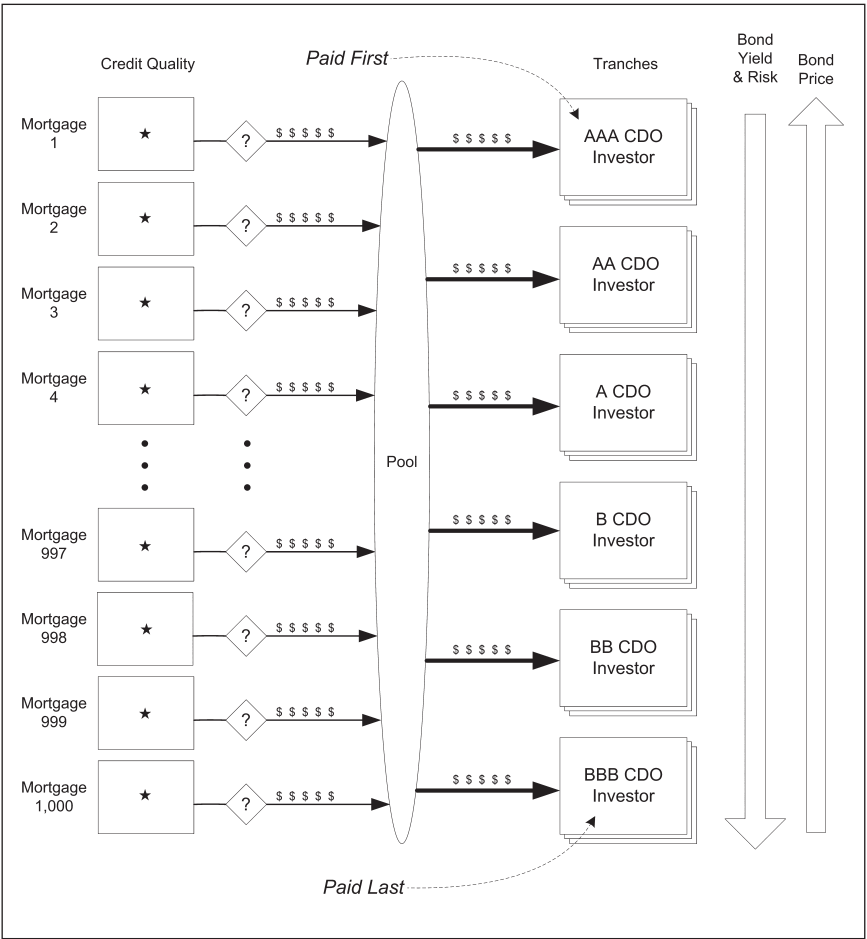 Paid First
Credit Quality
Tranches
Bond
Yield
& Risk
Bond
Price
Mortgage
1
★
?
$ $ $ $ $
$ $ $ $ $
AAA CDO
Investor
Mortgage
2
★
?
$ $ $ $ $
$ $ $ $ $
AA CDO
Investor
Mortgage
3
★
?
$ $ $ $ $
Mortgage
4
★
?
$ $ $ $ $
$ $ $ $ $
A CDO
Investor
Pool
Mortgage
997
★
?
$ $ $ $ $
$ $ $ $ $
B CDO
Investor
Mortgage
998
★
?
$ $ $ $ $
$ $ $ $ $
BB CDO
Investor
Mortgage
999
★
?
$ $ $ $ $
Mortgage
1,000
★
?
$ $ $ $ $
$ $ $ $ $
BBB CDO
Investor
Paid Last